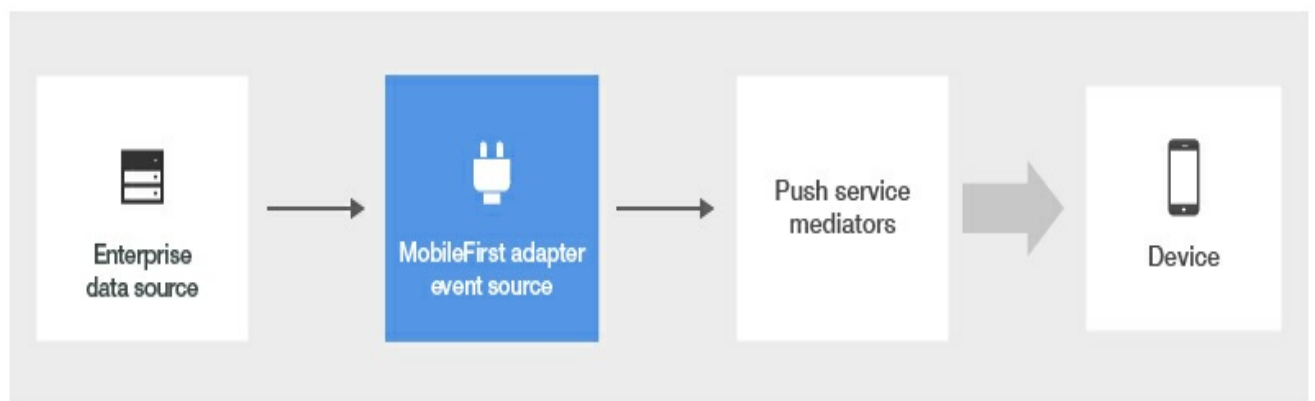 Enterprise
data source
MobileFirst adapter
event source
Push service
mediators
Device